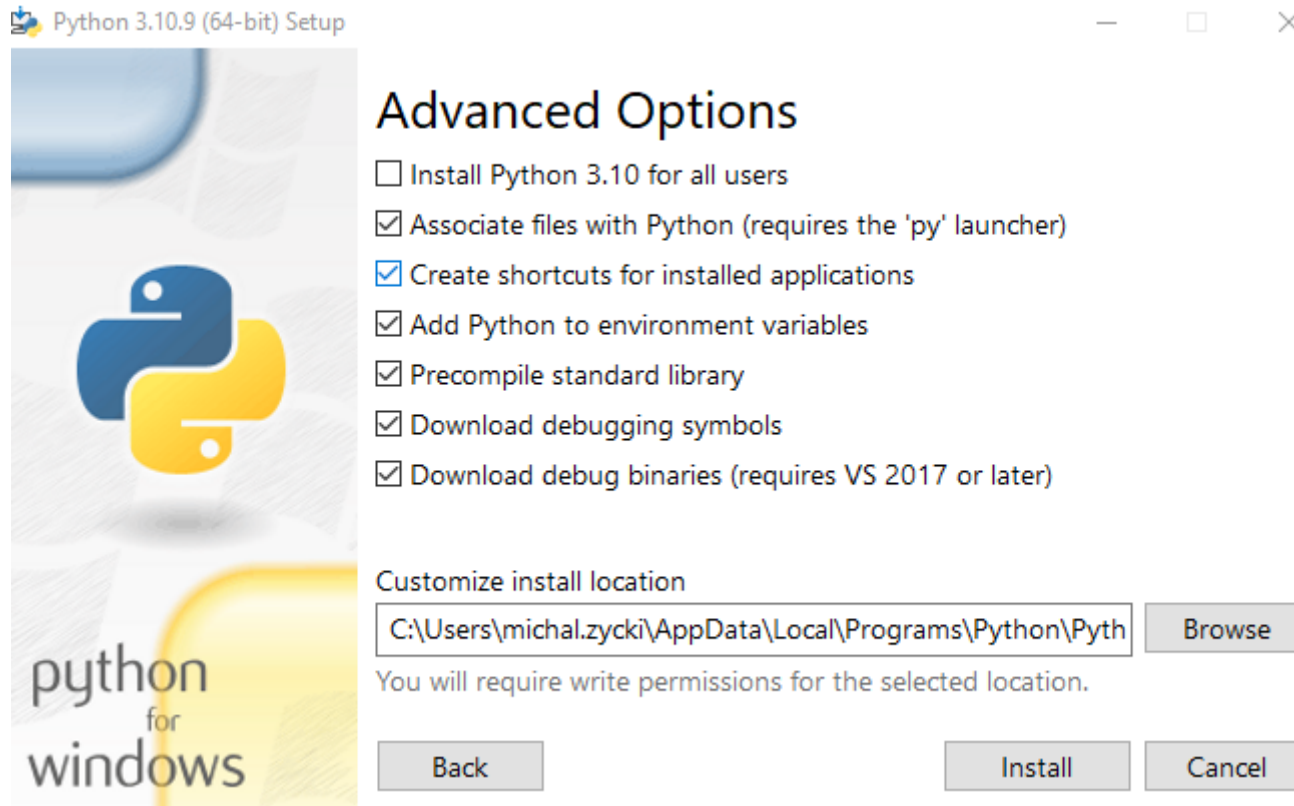 Python 3.10.9 (64-bit) Setup
Advanced Options
Install Python 3.10 for all users
Associate files with Python (requires the 'py' launcher)
Create shortcuts for installed applications
Add Python to environment variables
Precompile standard library
Download debugging symbols
Download debug binaries (requires VS 2017 or later)
Customize install location
C:\Users\michal.zycki\AppData\Local\Programs\Python\Pyth
Browse
You will require write permissions for the selected location.
python
for
windows
Back
Install
Cancel